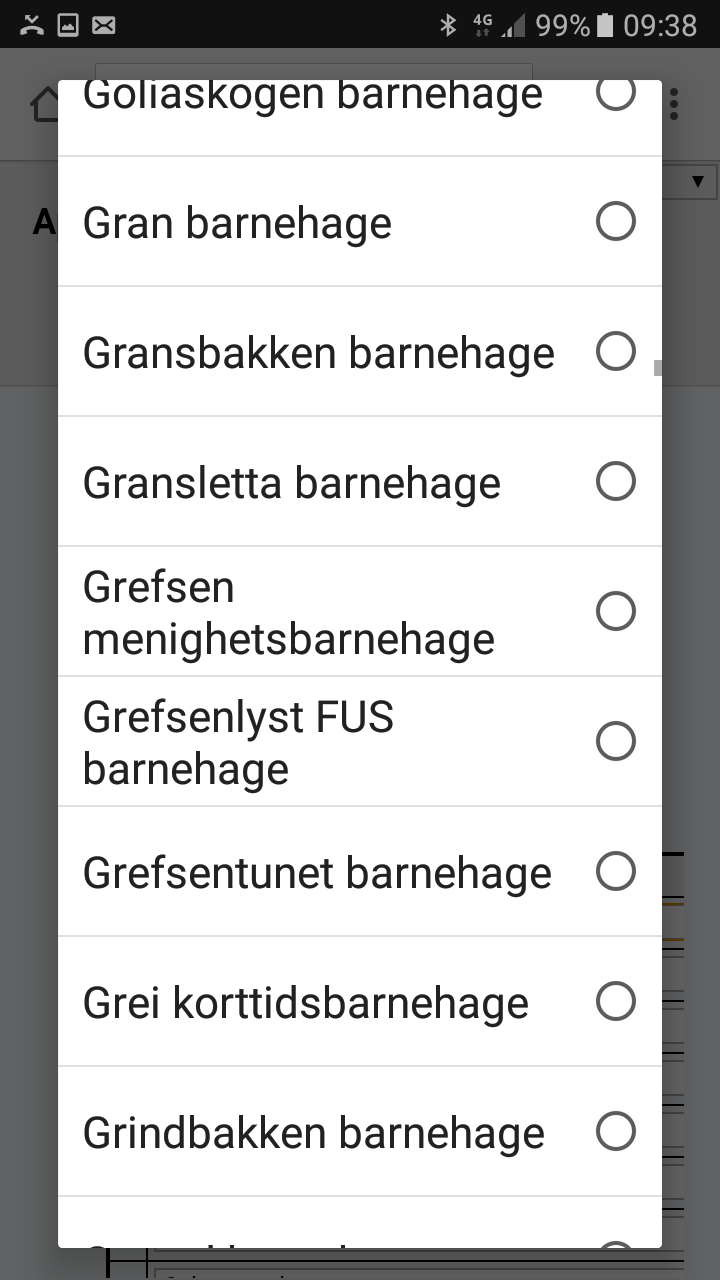 4G 99% 09:38
Goliaskogen barnehage
A
Gran barnehage
Gransbakken barnehage
Gransletta barnehage
Grefsen
menighetsbarnehage
Grefsenlyst FUS
barnehage
Grefsentunet barnehage
Grei korttidsbarnehage
Grindbakken barnehage